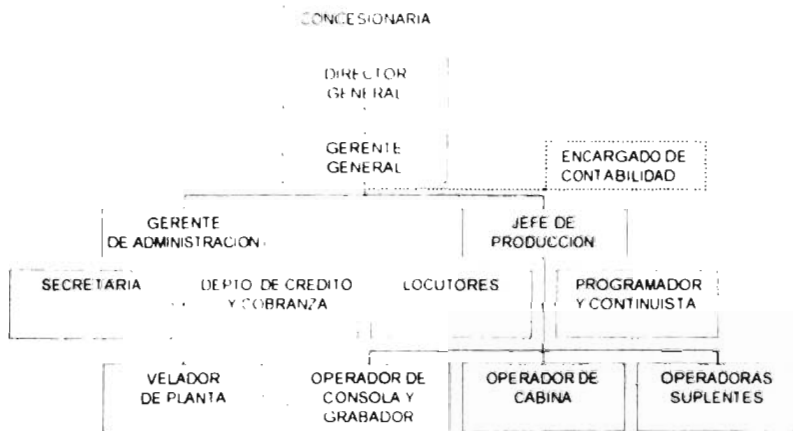 CONCESIONARIA
DIRECTOR
GENERAL
GERENTE
GENERAL
ENCARGADO DE
CONTABILIDAD
GERENTE
DE ADMINISTRACION
JEFE DE
PRODUCCION
SECRETARIA
DEPTO DE CREDITO
Y COBRANZA
LOCUTORES
PROGRAMADOR
Y CONTINUISTA
VELADOR
DE PLANTA
OPERADOR DE
CONSOLA Y
GRABADOR
OPERADOR DE
CABINA
OPERADORAS
SUPLENTES